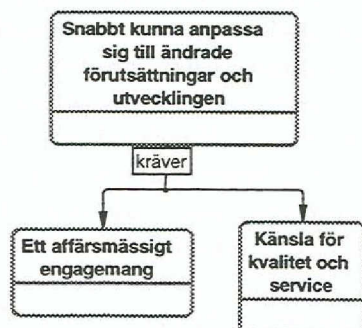 Snabbt kunna anpassa
sig till ändrade
förutsättningar och
utvecklingen
kräver
Ett affärsmässigt
engagemang
Känsla för
kvalitet och
service